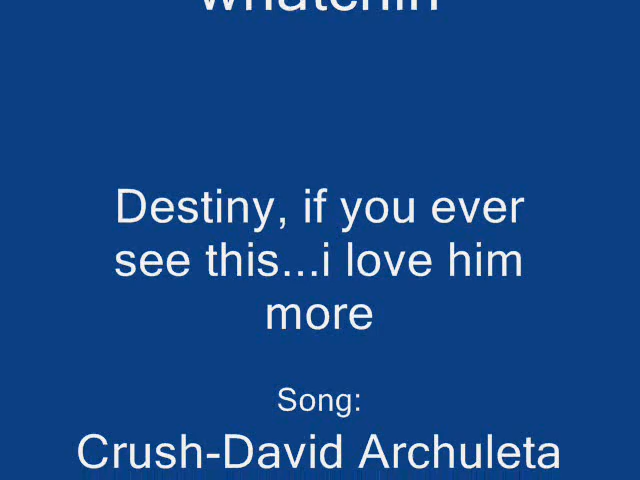 whatchin
Destiny, if you ever
see this...i love him
more
Song:
Crush-David Archuleta